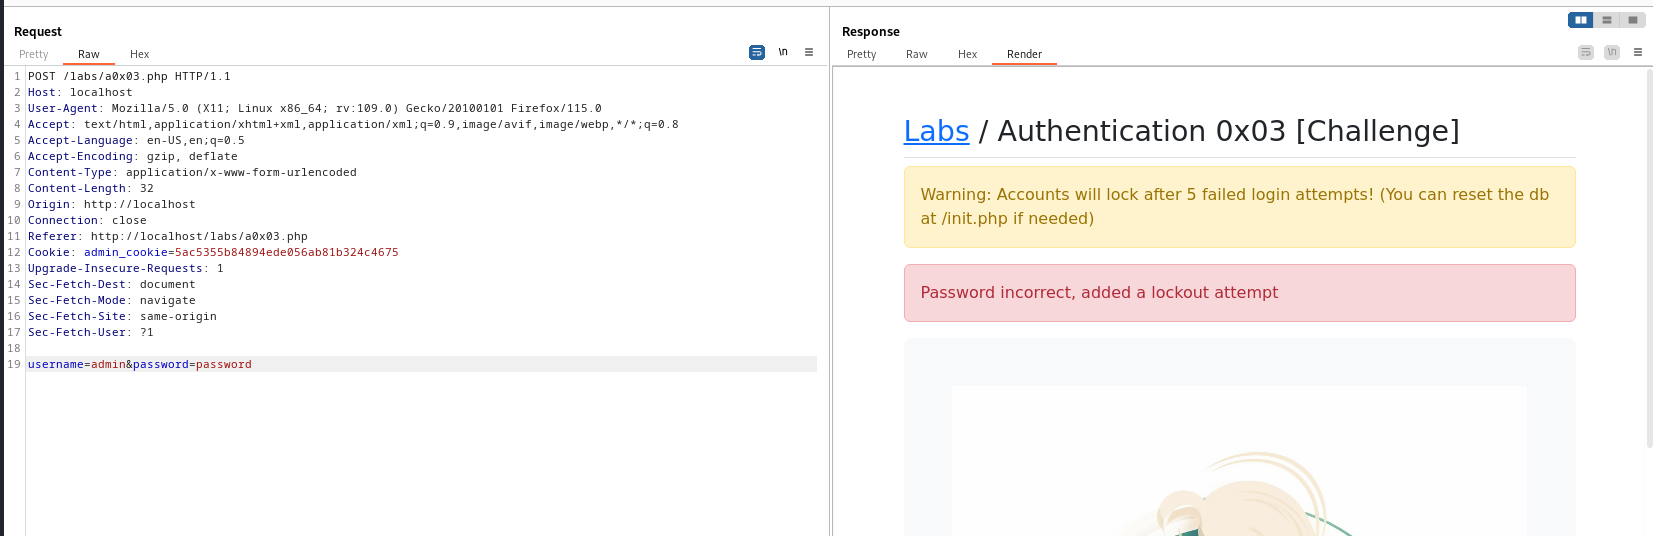 Request
Pretty Raw Hex
\n
1 POST /labs/a0x03.php HTTP/1.1
2 Host: localhost
3 User-Agent: Mozilla/5.0 (X11; Linux x86_64; rv:109.0) Gecko/20100101 Firefox/115.0
4 Accept: text/html,application/xhtml+xml,application/xml;q=0.9,image/avif,image/webp,*/*;q=0.8
5 Accept-Language: en-US,en;q=0.5
6 Accept-Encoding: gzip, deflate
7 Content-Type: application/x-www-form-urlencoded
8 Content-Length: 32
9 Origin: http://localhost
10 Connection: close
11 Referer: http://localhost/labs/a0x03.php
12 Cookie: admin_cookie=5ac5355b84894ede056ab81b324c4675
13 Upgrade-Insecure-Requests: 1
14 Sec-Fetch-Dest: document
15 Sec-Fetch-Mode: navigate
16 Sec-Fetch-Site: same-origin
17 Sec-Fetch-User: ?1
18
19 username=admin&password=password
Response
Pretty Raw Hex Render
\n
Labs / Authentication 0x03 [Challenge]
Warning: Accounts will lock after 5 failed login attempts! (You can reset the db
at /init.php if needed)
Password incorrect, added a lockout attempt